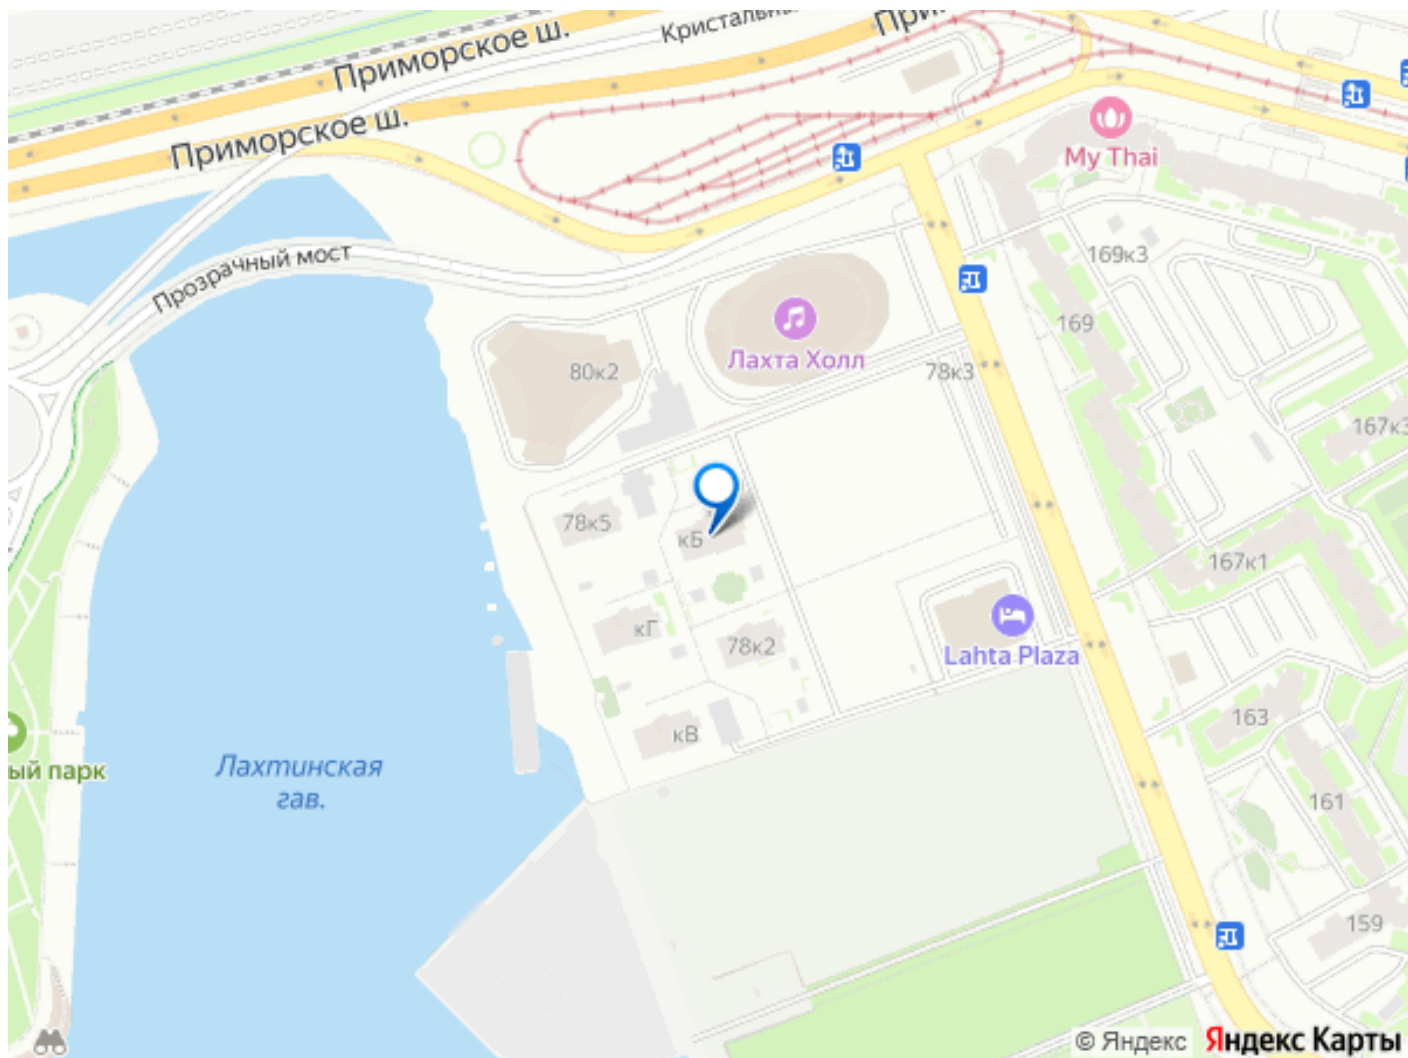 Приморское ш.
Кристальн
При
Приморское ш.
My Thai
Прозрачный мост
169к3
169
80к2
Лахта Холл
78к3
167к3
78к5
кБ
167к1
кГ
78к2
Lahta Plaza
163
кВ
Лахтинская
гав.
ый парк
161
159
© Яндекс
Яндекс Карты